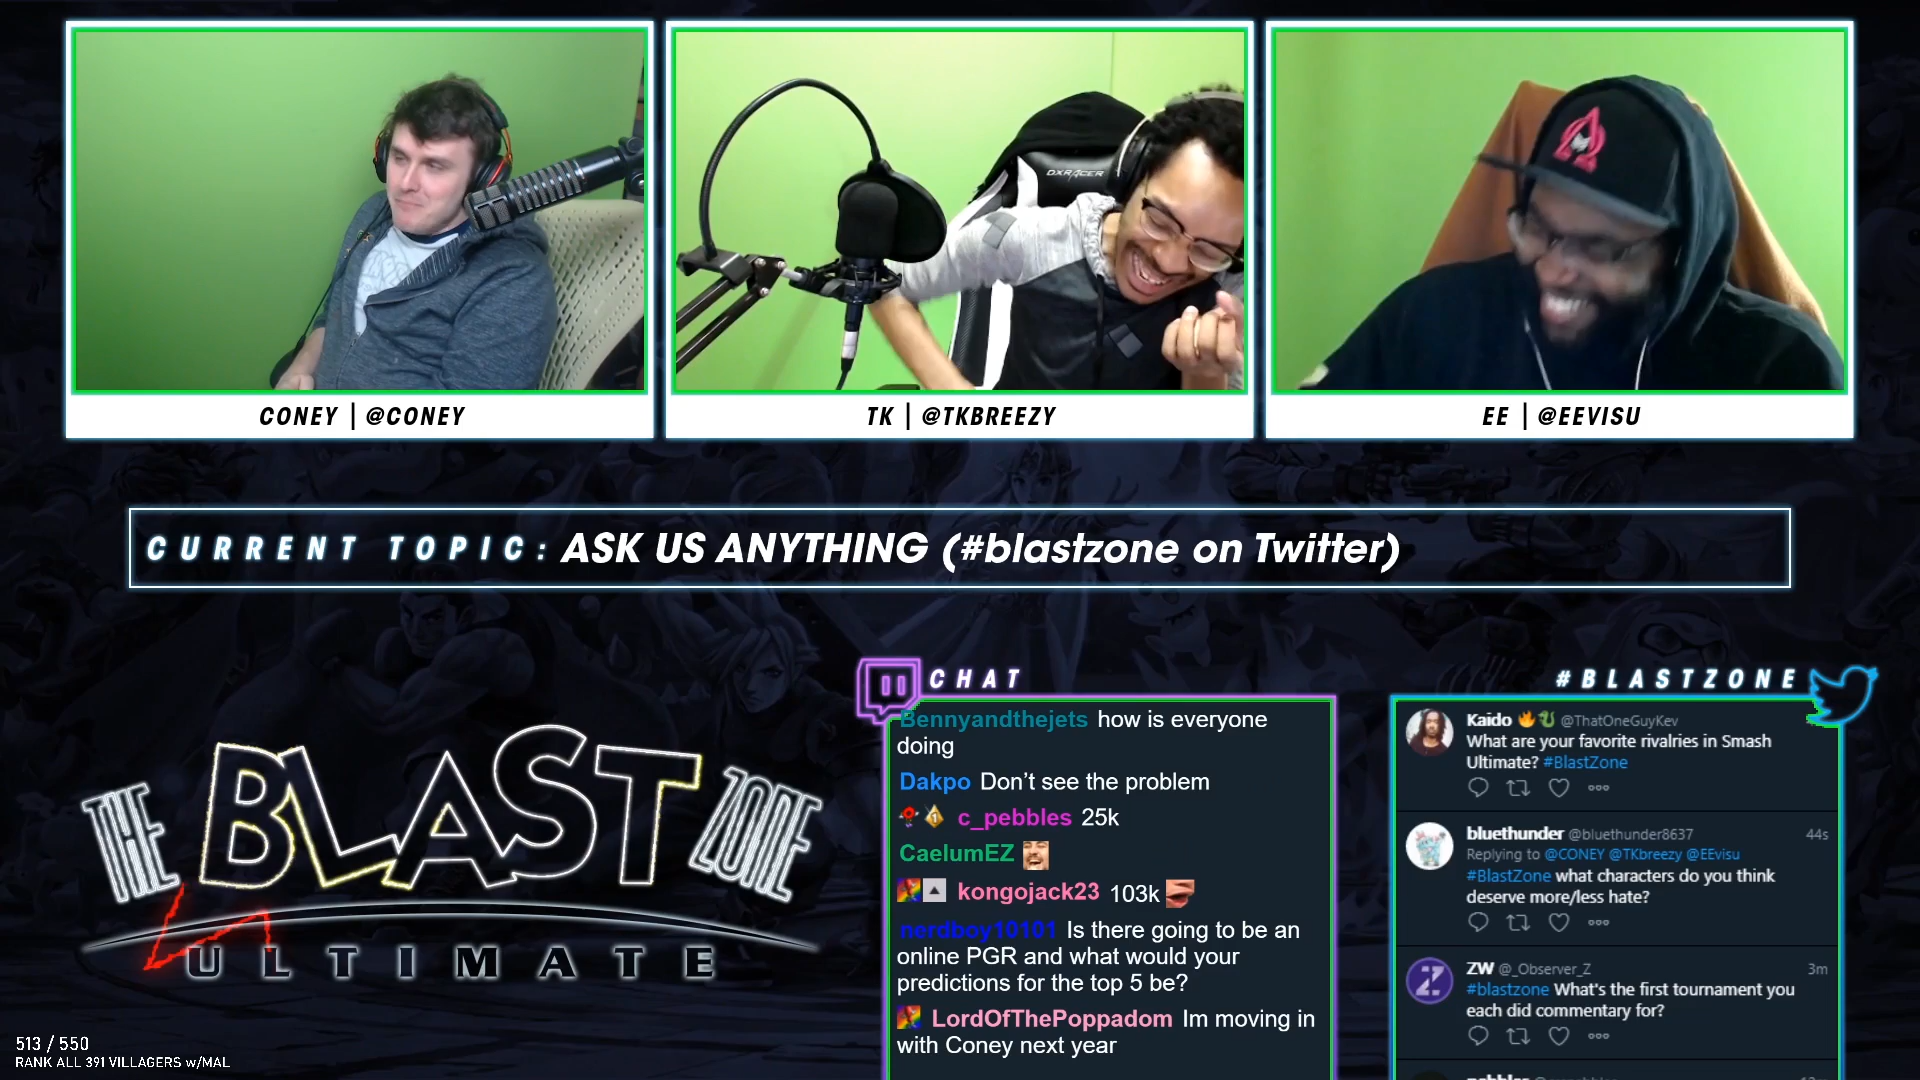 DXRACER
CONEY | @CONEY
TK | @TKBREEZY
EE | @EEVISU
CURRENT TOPIC: ASK US ANYTHING (#blastzone on Twitter)
THE BLAST ZONE
ULTIMATE
513 / 550
RANK ALL 391 VILLAGERS w/MAL
CHAT
Bennyandthejets how is everyone
doing
Dakpo Don't see the problem
c_pebbles 25k
CaelumEZ
kongojack23 103k
nerdboy10101 Is there going to be an
online PGR and what would your
predictions for the top 5 be?
LordOfThePoppadom Im moving in
with Coney next year
#BLASTZONE
Kaido @ThatOneGuyKev
What are your favorite rivalries in Smash
Ultimate? #BlastZone
bluethunder @bluethunder8637 44s
Replying to @CONEY @TKbreezy @EEvisu
#BlastZone what characters do you think
deserve more/less hate?
ZW @_Observer_Z 3m
#blastzone What's the first tournament you
each did commentary for?